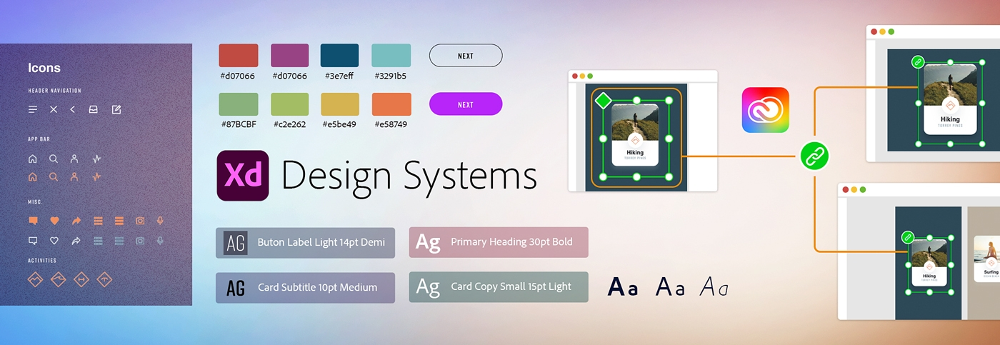 Icons
HEADER NAVIGATION
APP BAR
MISC.
ACTIVITIES
#d07066 #d07066 #3e7eff #3291b5
NEXT
#87BCBF #c2e262 #e5be49 #e58749
NEXT
Xd Design Systems
AG Buton Label Light 14pt Demi
Ag Primary Heading 30pt Bold
AG Card Subtitle 10pt Medium
Ag Card Copy Small 15pt Light
Aa Aa Aa
Hiking
TORREY PINES
Hiking
TORREY PINES
Hiking
TORREY PINES
Surfing